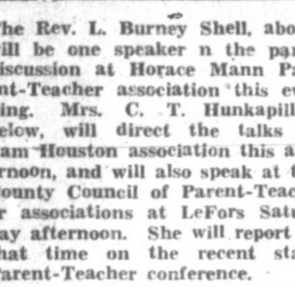 The Rev. L. Burney Shell, abo
will be one speaker n the pa
iscussion at Horace Mann Pa
nt-Teacher association this ev
ing. Mrs. C. T. Hunkapill
elow, will direct the talks
am Houston association this a
rnoon, and will also speak at t
ounty Council of Parent-Teac
r associations at LeFors Satu
ay afternoon. She will report
hat time on the recent sta
Parent-Teacher conference.